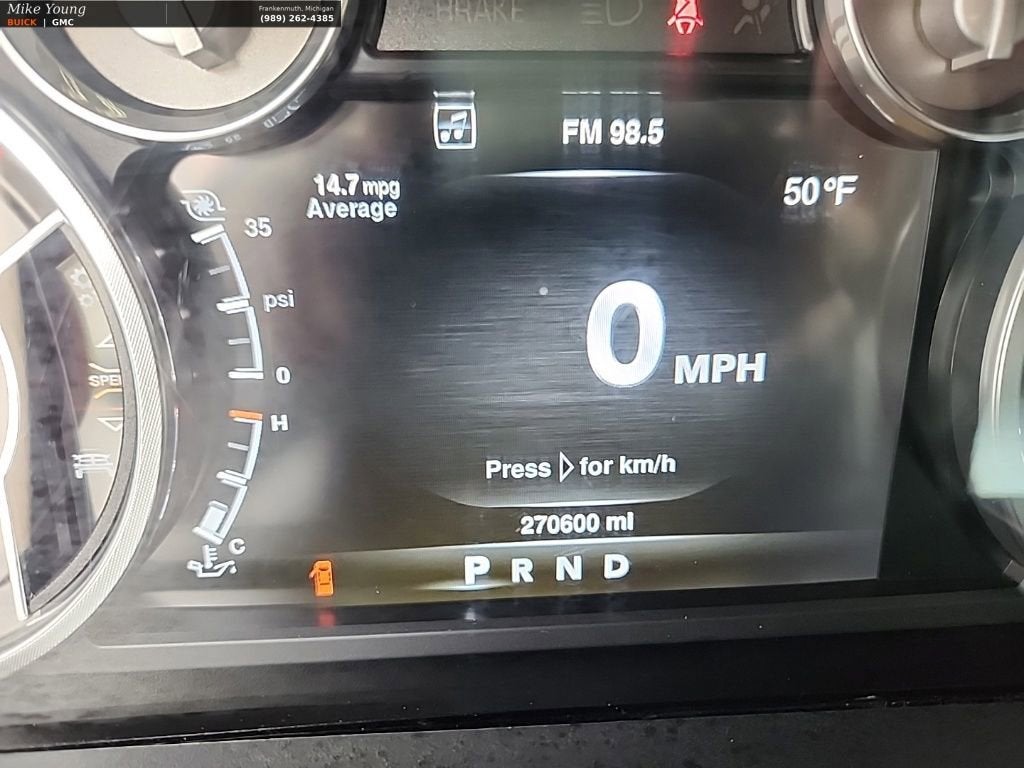 Mike Young
BUICK | GMC
Frankenmuth, Michigan
(989) 262-4385
BRAKE
FM 98.5
14.7 mpg
Average
50°F
35
psi
0
H
C
0 MPH
Press ▷ for km/h
270600 mi
P R N D